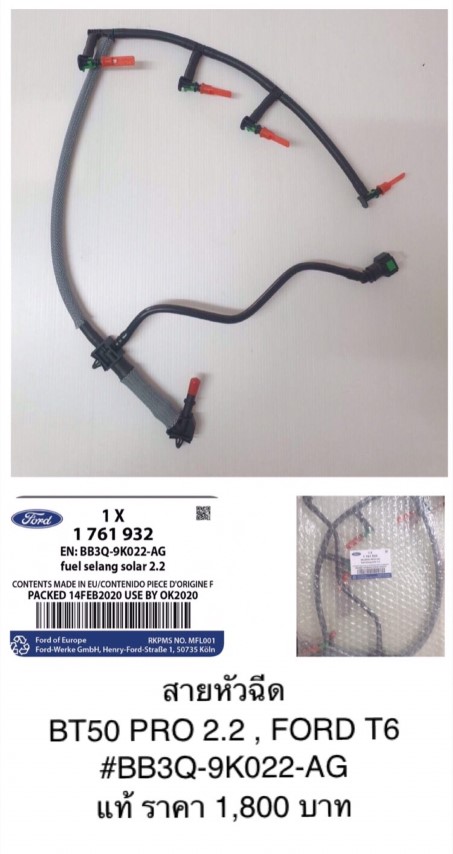 Ford
1 X
1 761 932
EN: BB3Q-9K022-AG
fuel selang solar 2.2
CONTENTS MADE IN EU/CONTENIDO PIECE D'ORIGINE F
PACKED 14FEB2020 USE BY OK2020
Ford of Europe RKPMS NO. MFL001
Ford-Werke GmbH, Henry-Ford-Straße 1, 50735 Köln
สายหัวฉีด
BT50 PRO 2.2 , FORD T6
#BB3Q-9K022-AG
แท้ ราคา 1,800 บาท